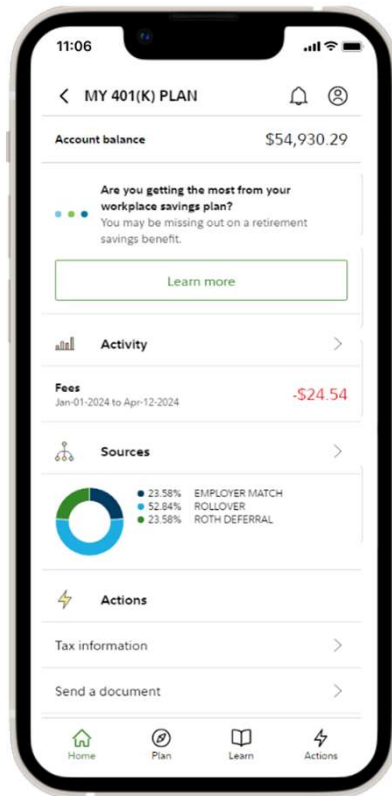 11:06
MY 401(K) PLAN
Account balance $54,930.29
Are you getting the most from your
workplace savings plan?
You may be missing out on a retirement
savings benefit.
Learn more
Activity
Fees
Jan-01-2024 to Apr-12-2024
-$24.54
Sources
23.58% EMPLOYER MATCH
52.84% ROLLOVER
23.58% ROTH DEFERRAL
Actions
Tax information
Send a document
Home Plan Learn Actions